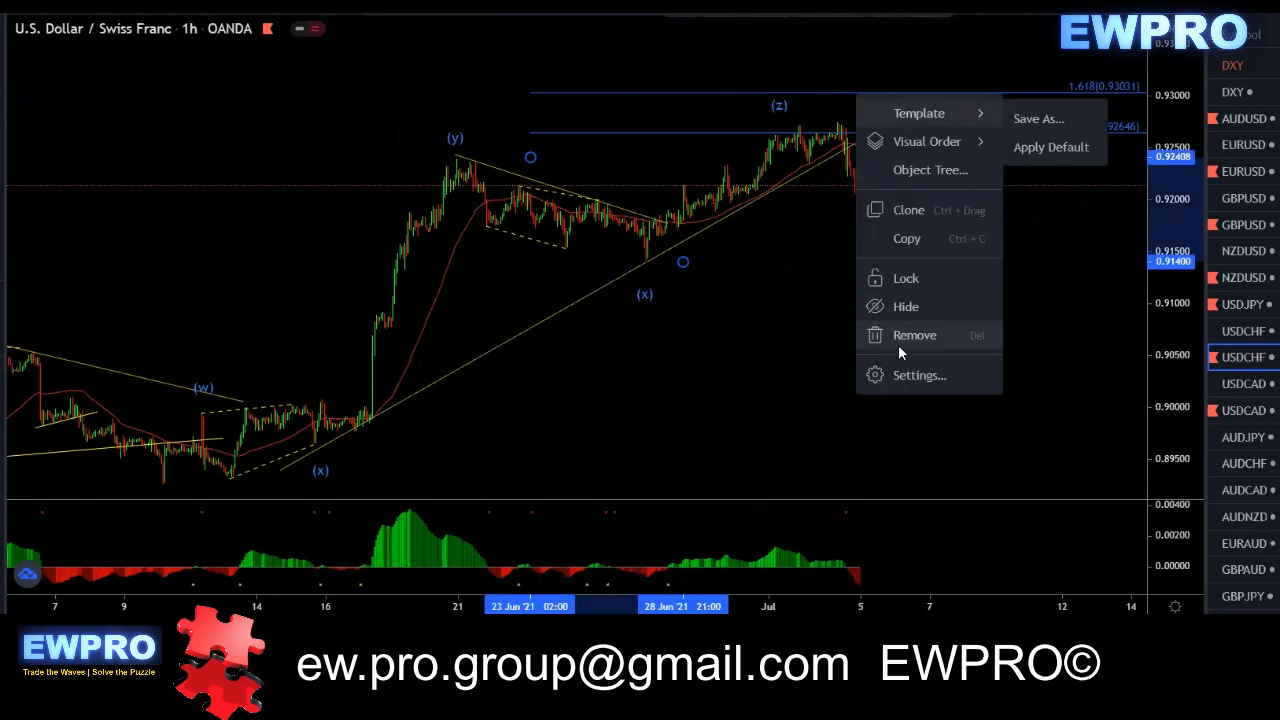 U.S. Dollar / Swiss Franc · 1h · OANDA
EWPRO
DXY
DXY
AUDUSD
EURUSD
EURUSD
GBPUSD
GBPUSD
NZDUSD
NZDUSD
USDJPY
USDCHF
USDCHF
USDCAD
USDCAD
AUDJPY
AUDCHF
AUDCAD
AUDNZD
EURAUD
GBPAUD
GBPJPY
1.618(0.93031)
0.93000
0.92500
0.92408
0.92000
0.91500
0.91400
0.91000
0.90500
0.90000
0.89500
0.00400
0.00200
0.00000
(w)
(x)
(y)
(x)
(z)
Template
Save As...
Visual Order
Apply Default
Object Tree...
Clone Ctrl + Drag
Copy Ctrl + C
Lock
Hide
Remove Del
Settings...
7 9 14 16 21 23 Jun '21 02:00 28 Jun '21 21:00 Jul 5 7 12 14
EWPRO
Trade the Waves | Solve the Puzzle
ew.pro.group@gmail.com EWPRO©